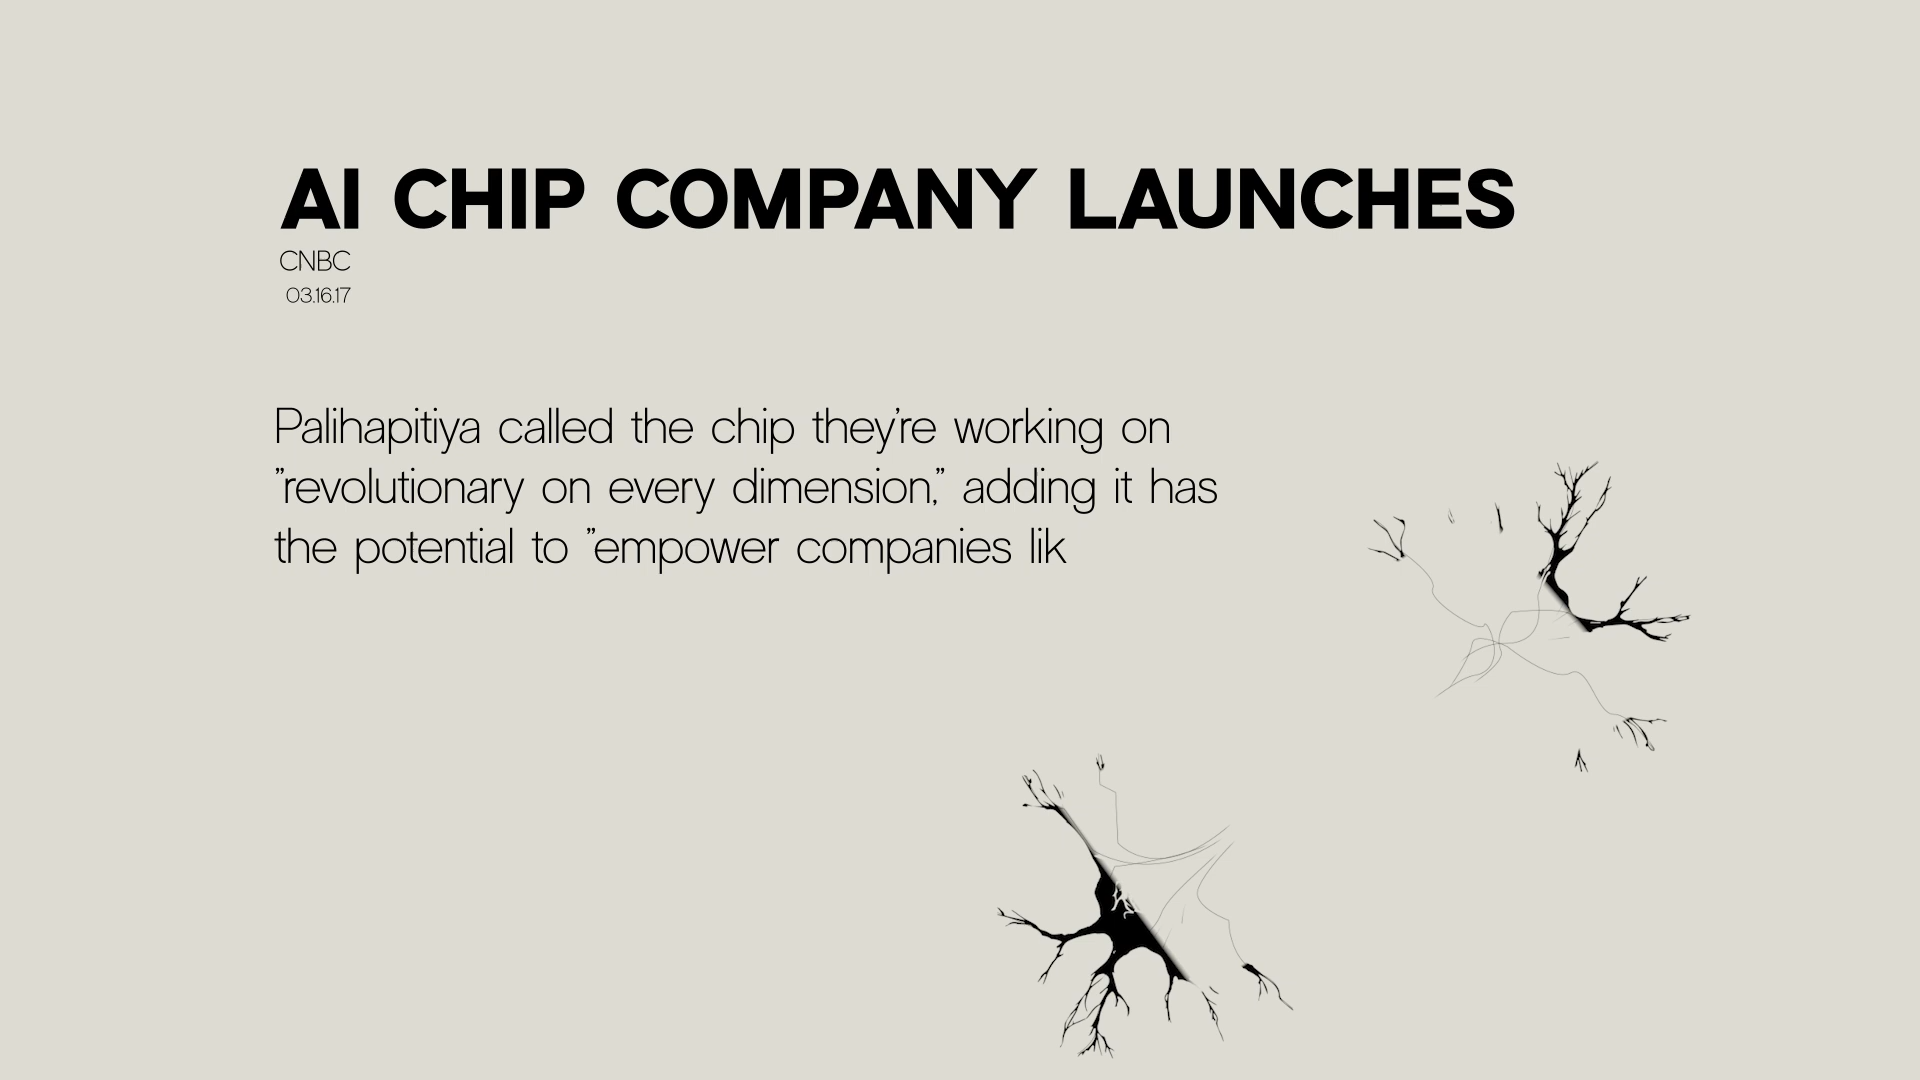 AI CHIP COMPANY LAUNCHES
CNBC
03.16.17
Palihapitiya called the chip they're working on
"revolutionary on every dimension," adding it has
the potential to "empower companies lik